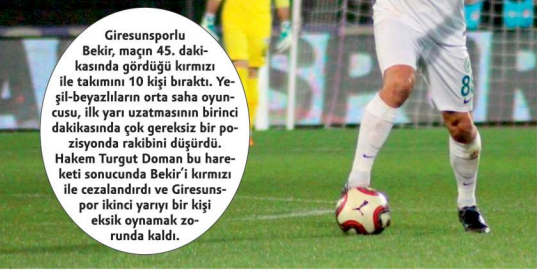 Giresunsporlu
Bekir, maçın 45. daki-
kasında gördüğü kırmızı
ile takımını 10 kişi bıraktı. Ye-
şil-beyazlıların orta saha oyun-
cusu, ilk yarı uzatmasının birinci
dakikasında çok gereksiz bir po-
zisyonda rakibini düşürdü.
Hakem Turgut Doman bu hare-
keti sonucunda Bekir’i kırmızı
ile cezalandırdı ve Giresuns-
por ikinci yarıyı bir kişi
eksik oynamak zo-
runda kaldı.
8